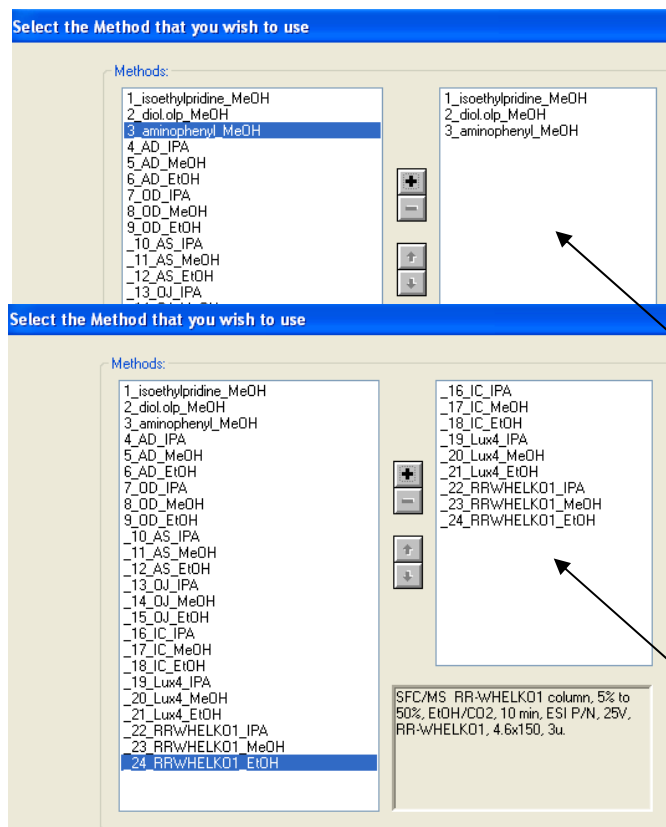 Select the Method that you wish to use
Methods:
1_isoethylpridine_MeOH
2_diol.olp_MeOH
3_aminophenyl_MeOH
4_AD_IPA
5_AD_MeOH
6_AD_EtOH
7_OD_IPA
8_OD_MeOH
9_OD_EtOH
_10_AS_IPA
_11_AS_MeOH
_12_AS_EtOH
_13_OJ_IPA
1_isoethylpridine_MeOH
2_diol.olp_MeOH
3_aminophenyl_MeOH
+
-
Select the Method that you wish to use
Methods:
1_isoethylpridine_MeOH
2_diol.olp_MeOH
3_aminophenyl_MeOH
4_AD_IPA
5_AD_MeOH
6_AD_EtOH
7_OD_IPA
8_OD_MeOH
9_OD_EtOH
_10_AS_IPA
_11_AS_MeOH
_12_AS_EtOH
_13_OJ_IPA
_14_OJ_MeOH
_15_OJ_EtOH
_16_IC_IPA
_17_IC_MeOH
_18_IC_EtOH
_19_Lux4_IPA
_20_Lux4_MeOH
_21_Lux4_EtOH
_22_RRWHELKO1_IPA
_23_RRWHELKO1_MeOH
_24_RRWHELKO1_EtOH
+
-
_16_IC_IPA
_17_IC_MeOH
_18_IC_EtOH
_19_Lux4_IPA
_20_Lux4_MeOH
_21_Lux4_EtOH
_22_RRWHELKO1_IPA
_23_RRWHELKO1_MeOH
_24_RRWHELKO1_EtOH
SFC/MS RR-WHELKO1 column, 5% to
50%, EtOH/CO2, 10 min, ESI P/N, 25V,
RR-WHELKO1, 4.6x150, 3u.